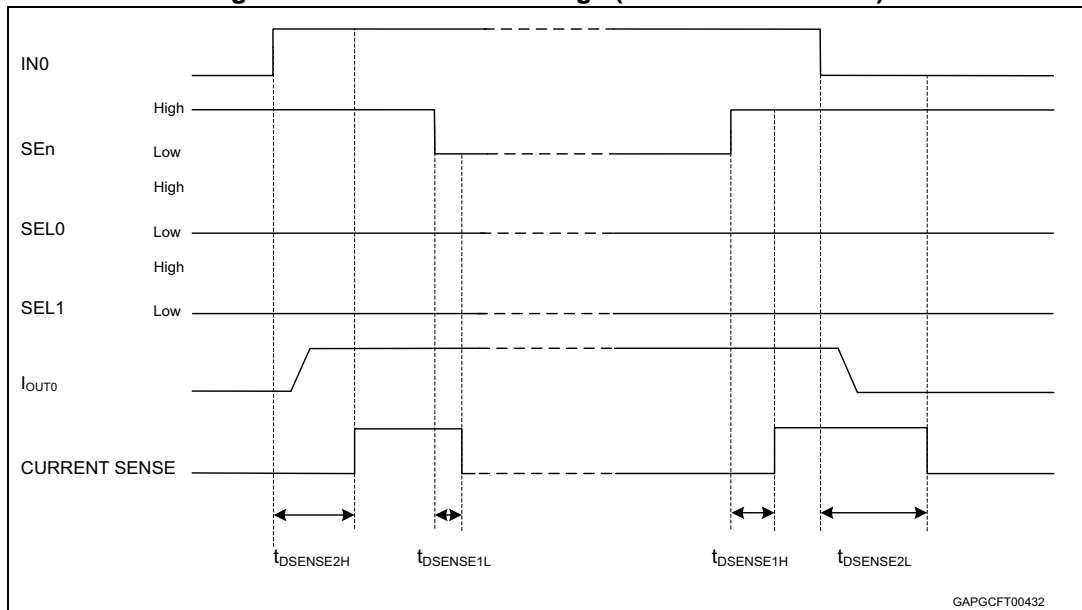 IN0
High
SEn
Low
High
SEL0
Low
High
SEL1
Low
IOUT0
CURRENT SENSE
tDSENSE2H
tDSENSE1L
tDSENSE1H
tDSENSE2L
GAPGCFT00432